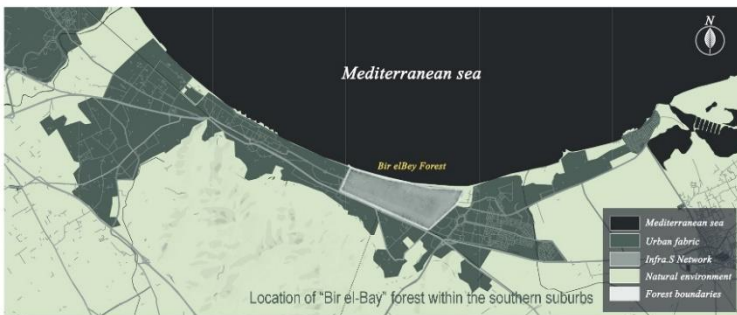 N
Mediterranean sea
Bir elBey Forest
Mediterranean sea
Urban fabric
Infra.S Network
Natural environment
Forest boundaries
Location of "Bir el-Bay" forest within the southern suburbs